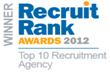 WINNER
Recruit
Rank
AWARDS 2012
Top 10 Recruitment
Agency